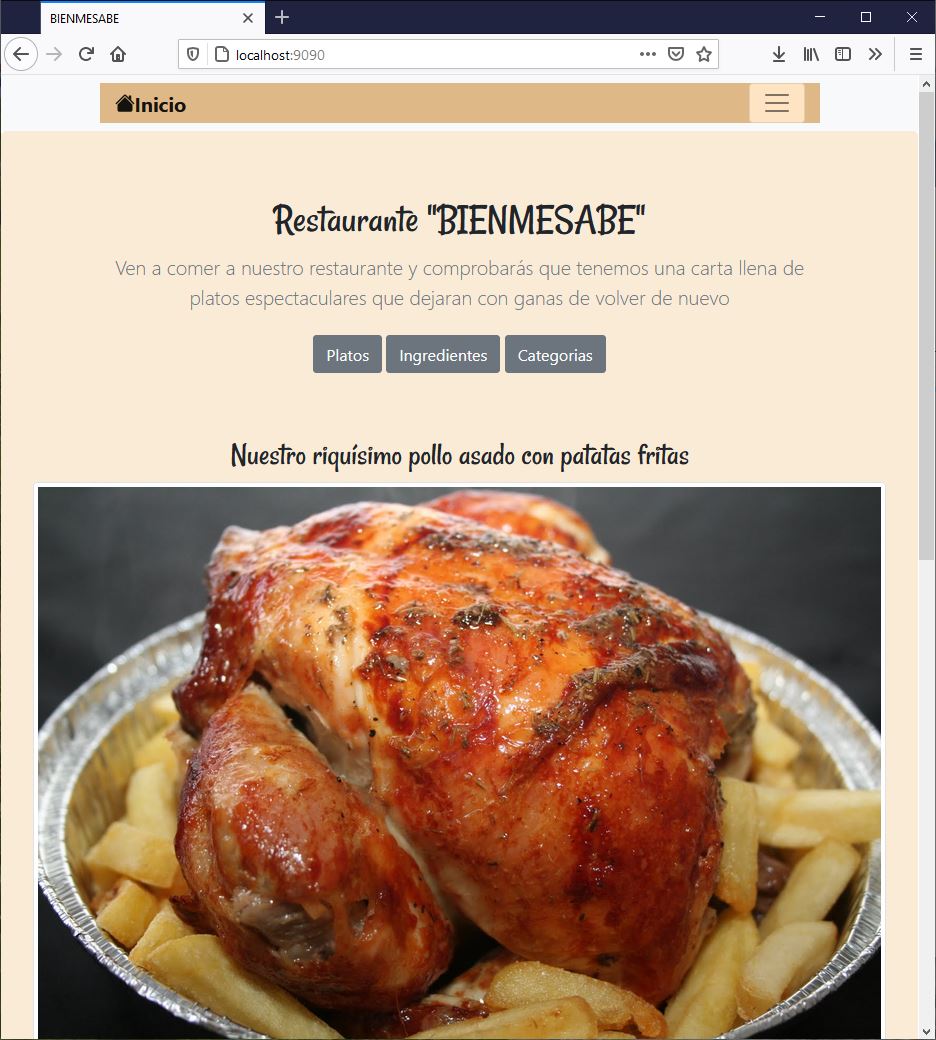 BIENMESABE
localhost:9090
Inicio
Restaurante "BIENMESABE"
Ven a comer a nuestro restaurante y comprobarás que tenemos una carta llena de
platos espectaculares que dejaran con ganas de volver de nuevo
Platos Ingredientes Categorias
Nuestro riquísimo pollo asado con patatas fritas